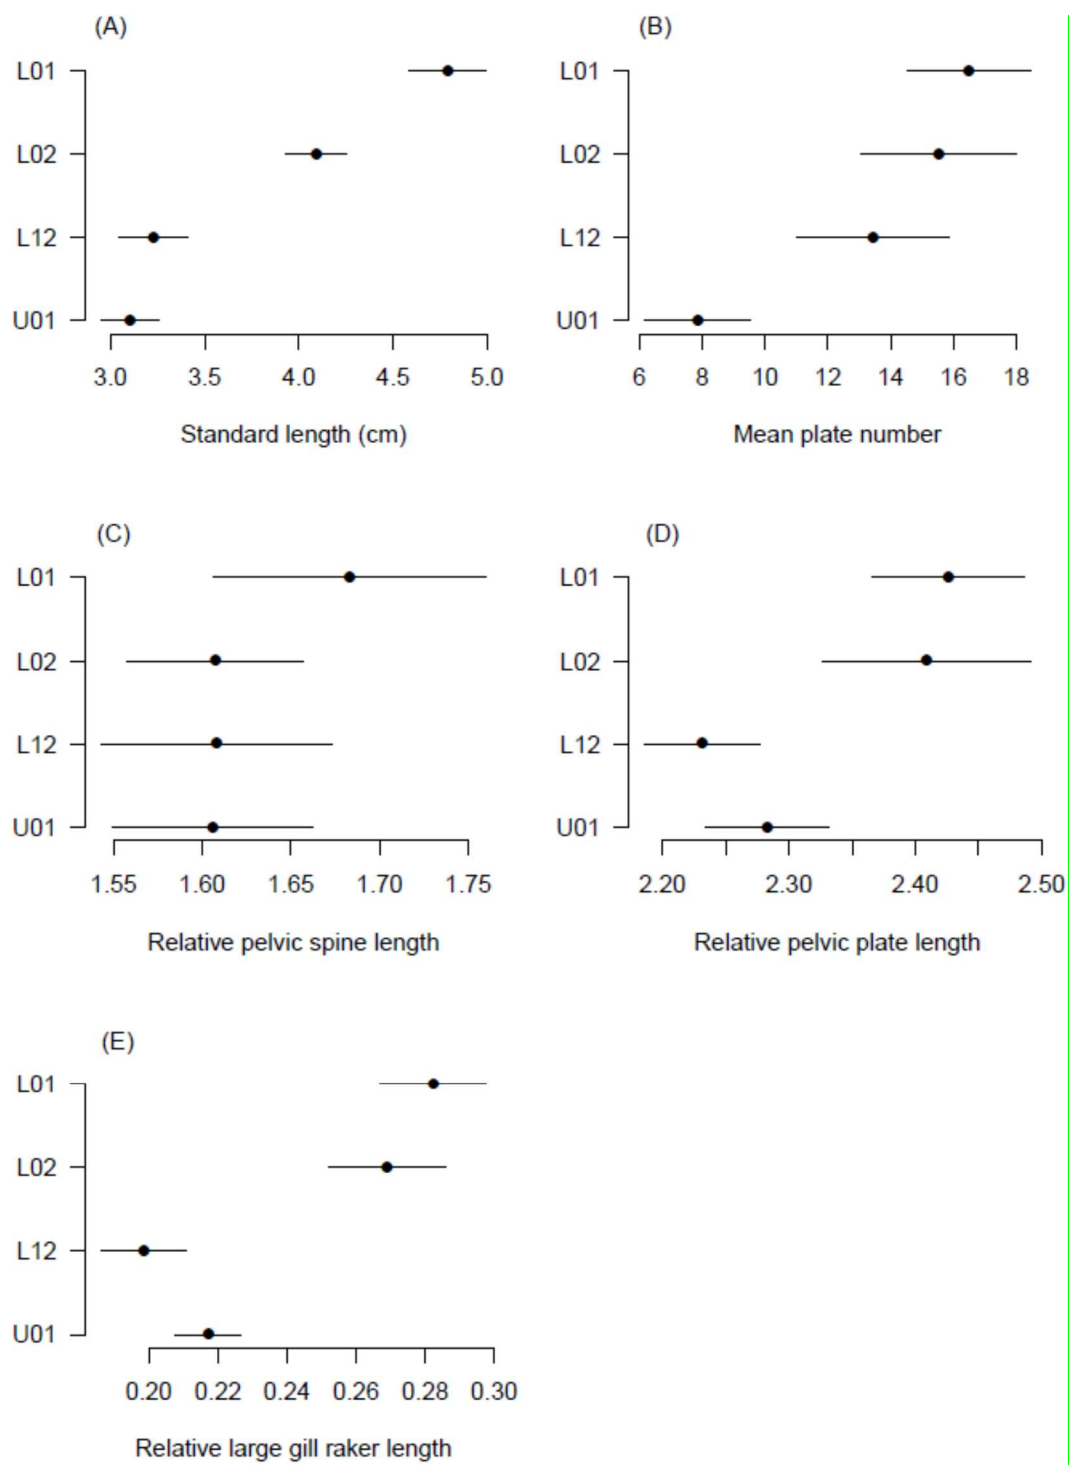 (A)
L01
L02
L12
U01
3.0 3.5 4.0 4.5 5.0
Standard length (cm)
(B)
L01
L02
L12
U01
6 8 10 12 14 16 18
Mean plate number
(C)
L01
L02
L12
U01
1.55 1.60 1.65 1.70 1.75
Relative pelvic spine length
(D)
L01
L02
L12
U01
2.20 2.30 2.40 2.50
Relative pelvic plate length
(E)
L01
L02
L12
U01
0.20 0.22 0.24 0.26 0.28 0.30
Relative large gill raker length